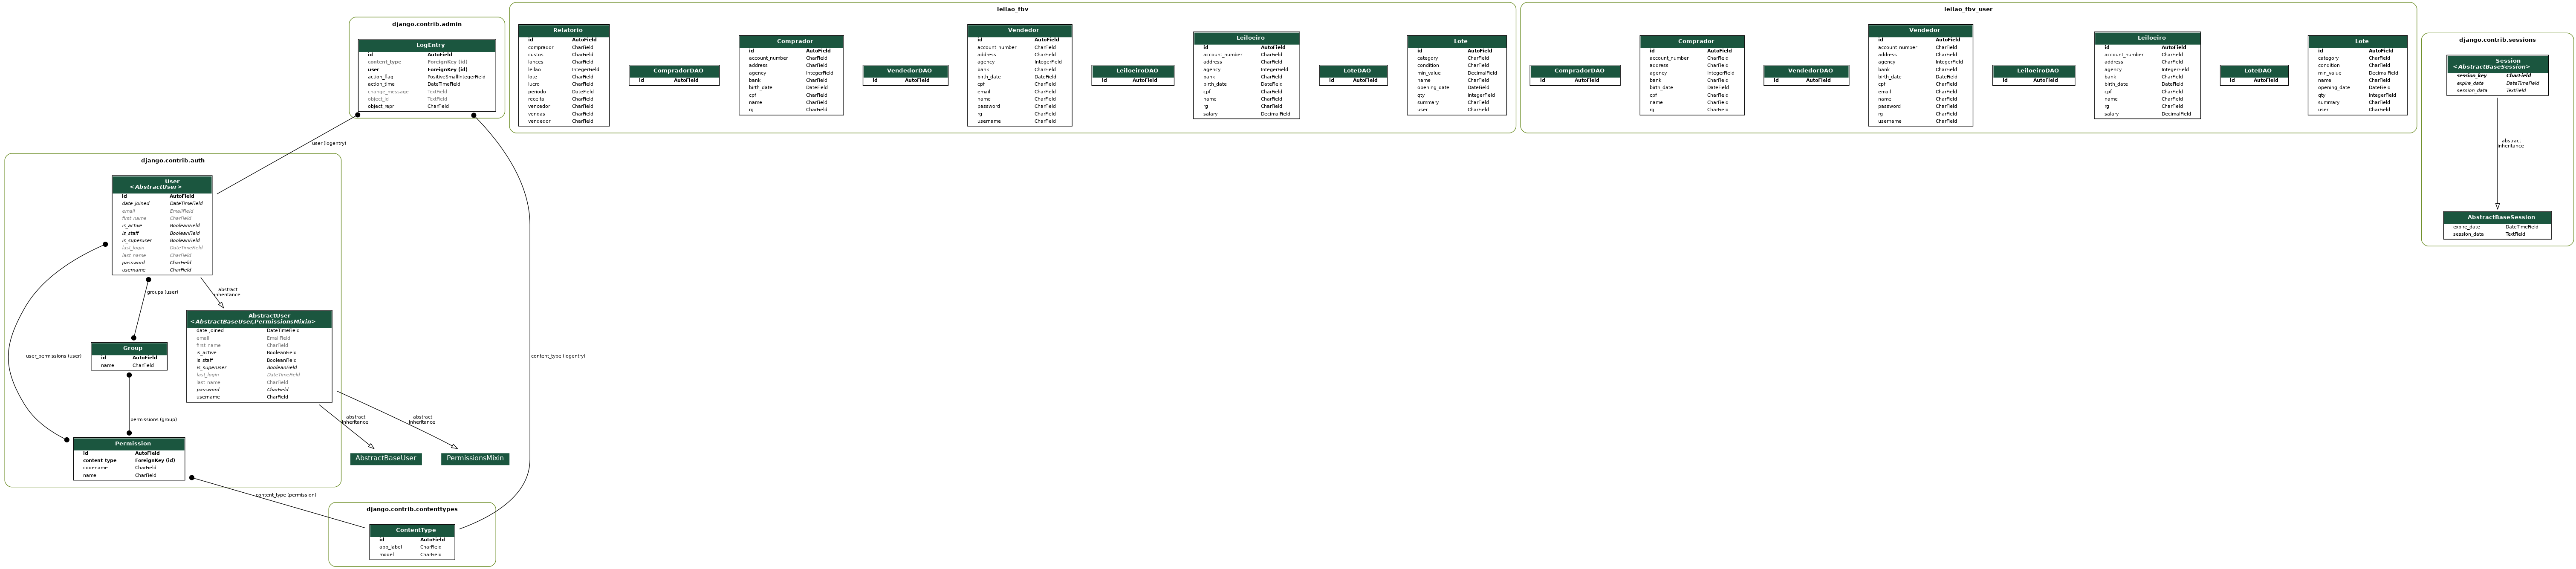 django.contrib.admin
LogEntry
id AutoField
content_type ForeignKey (id)
user ForeignKey (id)
action_flag PositiveSmallIntegerField
action_time DateTimeField
change_message TextField
object_id TextField
object_repr CharField
leilao_fbv
Relatorio
id AutoField
comprador CharField
custos CharField
lances CharField
leilao IntegerField
lote CharField
lucro CharField
periodo DateField
receita CharField
vencedor CharField
vendas CharField
vendedor CharField
CompradorDAO
id AutoField
Comprador
id AutoField
account_number CharField
address CharField
agency IntegerField
bank CharField
birth_date DateField
cpf CharField
name CharField
rg CharField
VendedorDAO
id AutoField
Vendedor
id AutoField
account_number CharField
address CharField
agency IntegerField
bank CharField
birth_date DateField
cpf CharField
email CharField
name CharField
password CharField
rg CharField
username CharField
LeiloeiroDAO
id AutoField
Leiloeiro
id AutoField
account_number CharField
address CharField
agency IntegerField
bank CharField
birth_date DateField
cpf CharField
name CharField
rg CharField
salary DecimalField
LoteDAO
id AutoField
Lote
id AutoField
category CharField
condition CharField
min_value DecimalField
name CharField
opening_date DateField
qty IntegerField
summary CharField
user CharField
leilao_fbv_user
CompradorDAO
id AutoField
Comprador
id AutoField
account_number CharField
address CharField
agency IntegerField
bank CharField
birth_date DateField
cpf CharField
name CharField
rg CharField
VendedorDAO
id AutoField
Vendedor
id AutoField
account_number CharField
address CharField
agency IntegerField
bank CharField
birth_date DateField
cpf CharField
email CharField
name CharField
password CharField
rg CharField
username CharField
LeiloeiroDAO
id AutoField
Leiloeiro
id AutoField
account_number CharField
address CharField
agency IntegerField
bank CharField
birth_date DateField
cpf CharField
name CharField
rg CharField
salary DecimalField
LoteDAO
id AutoField
Lote
id AutoField
category CharField
condition CharField
min_value DecimalField
name CharField
opening_date DateField
qty IntegerField
summary CharField
user CharField
django.contrib.sessions
Session
<AbstractBaseSession>
session_key CharField
expire_date DateTimeField
session_data TextField
abstract
inheritance
AbstractBaseSession
expire_date DateTimeField
session_data TextField
user (logentry)
django.contrib.auth
User
<AbstractUser>
id AutoField
date_joined DateTimeField
email EmailField
first_name CharField
is_active BooleanField
is_staff BooleanField
is_superuser BooleanField
last_login DateTimeField
last_name CharField
password CharField
username CharField
groups (user)
abstract
inheritance
AbstractUser
<AbstractBaseUser,PermissionsMixin>
date_joined DateTimeField
email EmailField
first_name CharField
is_active BooleanField
is_staff BooleanField
is_superuser BooleanField
last_login DateTimeField
last_name CharField
password CharField
username CharField
Group
id AutoField
name CharField
user_permissions (user)
content_type (logentry)
permissions (group)
abstract
inheritance
abstract
inheritance
Permission
id AutoField
content_type ForeignKey (id)
codename CharField
name CharField
AbstractBaseUser
PermissionsMixin
content_type (permission)
django.contrib.contenttypes
ContentType
id AutoField
app_label CharField
model CharField